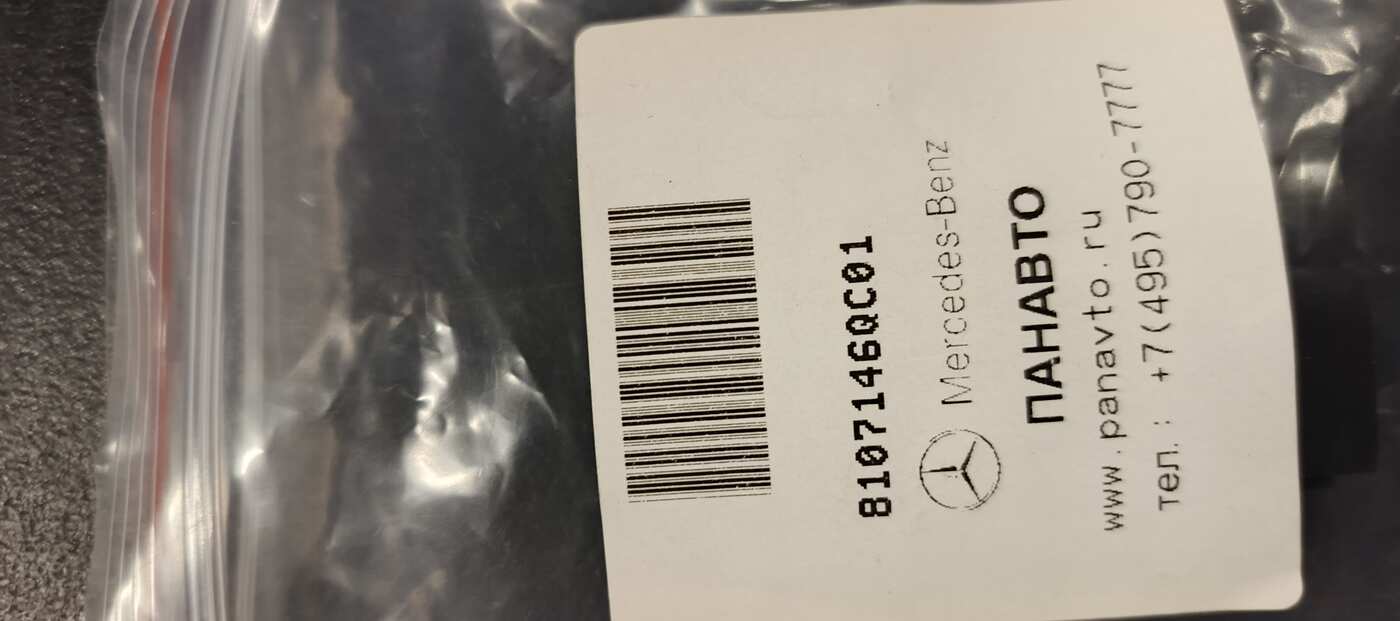 8107146QC01
Mercedes-Benz
ПАНАВТО
www.panavto.ru
тел.: +7(495)790-7777